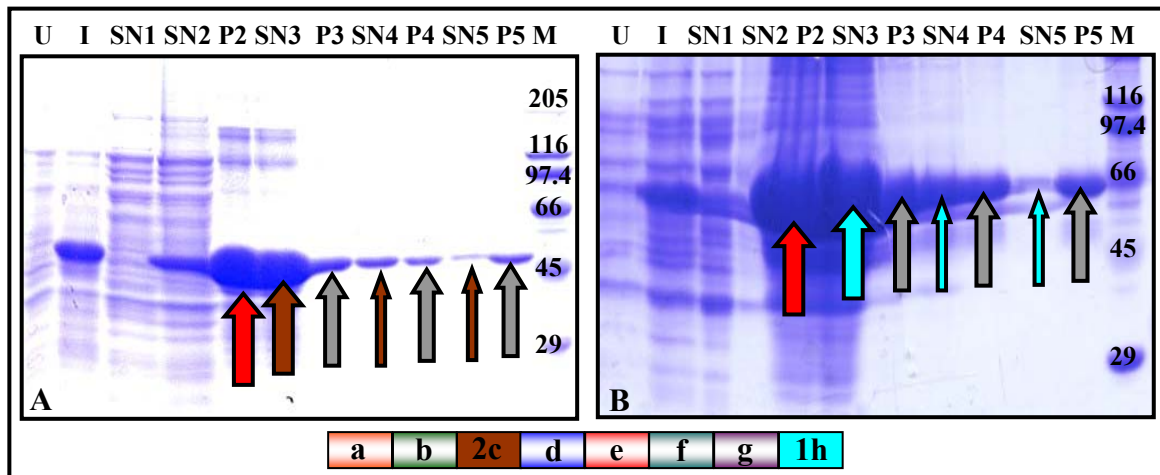 U I SN1 SN2 P2 SN3 P3 SN4 P4 SN5 P5 M
205
116
97.4
66
45
29
A
U I SN1 SN2 P2 SN3 P3 SN4 P4 SN5 P5 M
116
97.4
66
45
29
B
a b 2c d e f g 1h